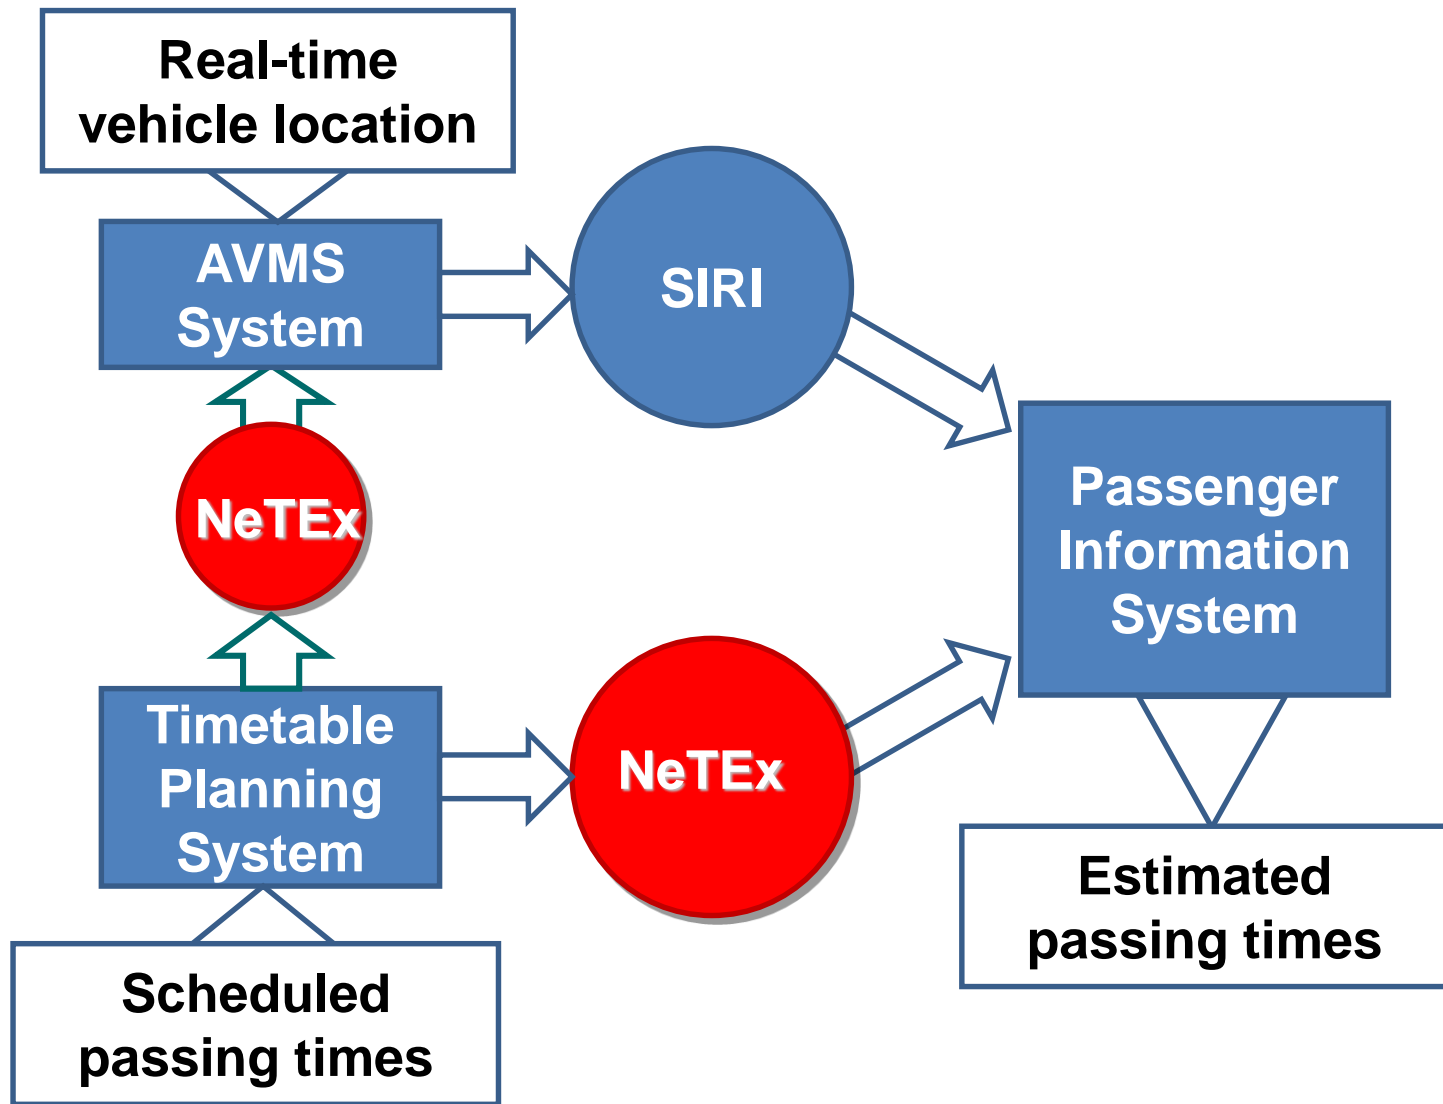 Real-time
vehicle location
AVMS
System
SIRI
NeTEx
Passenger
Information
System
Timetable
Planning
System
NeTEx
Estimated
passing times
Scheduled
passing times